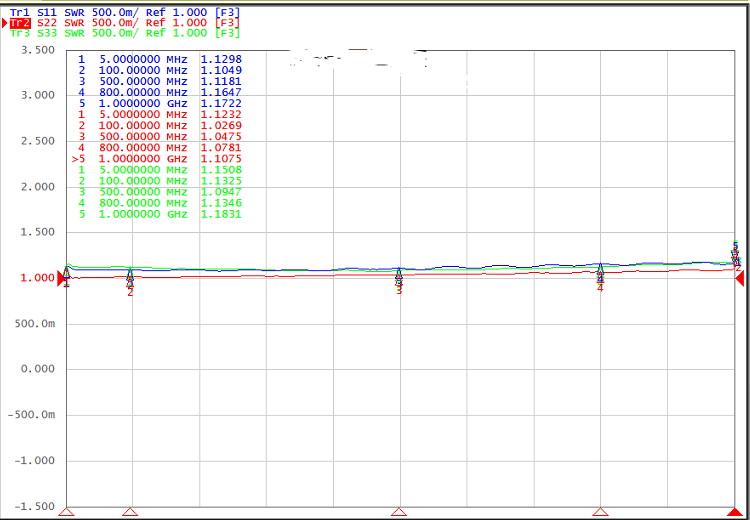 Tr1 S11 SWR 500.0m/ Ref 1.000 [F3]
Tr2 S22 SWR 500.0m/ Ref 1.000 [F3]
Tr3 S33 SWR 500.0m/ Ref 1.000 [F3]
3.500
1 5.0000000 MHz 1.1298
2 100.00000 MHz 1.1049
3 500.00000 MHz 1.1181
4 800.00000 MHz 1.1647
5 1.0000000 GHz 1.1722
1 5.0000000 MHz 1.1232
2 100.00000 MHz 1.0269
3 500.00000 MHz 1.0475
4 800.00000 MHz 1.0781
>5 1.0000000 GHz 1.1075
1 5.0000000 MHz 1.1508
2 100.00000 MHz 1.1325
3 500.00000 MHz 1.0947
4 800.00000 MHz 1.1346
5 1.0000000 GHz 1.1831
3.000
2.500
2.000
1.500
1.000
500.0m
0.000
-500.0m
-1.000
-1.500
2
3
4
5
2